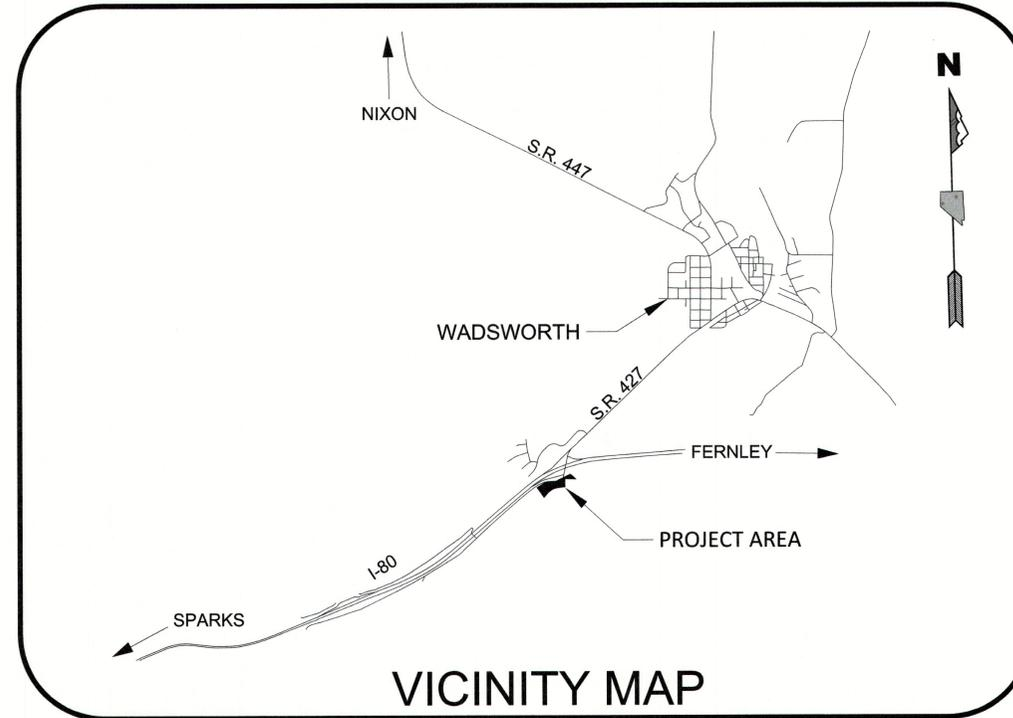 N
NIXON
S.R. 447
WADSWORTH
S.R. 427
FERNLEY
PROJECT AREA
I-80
SPARKS
VICINITY MAP